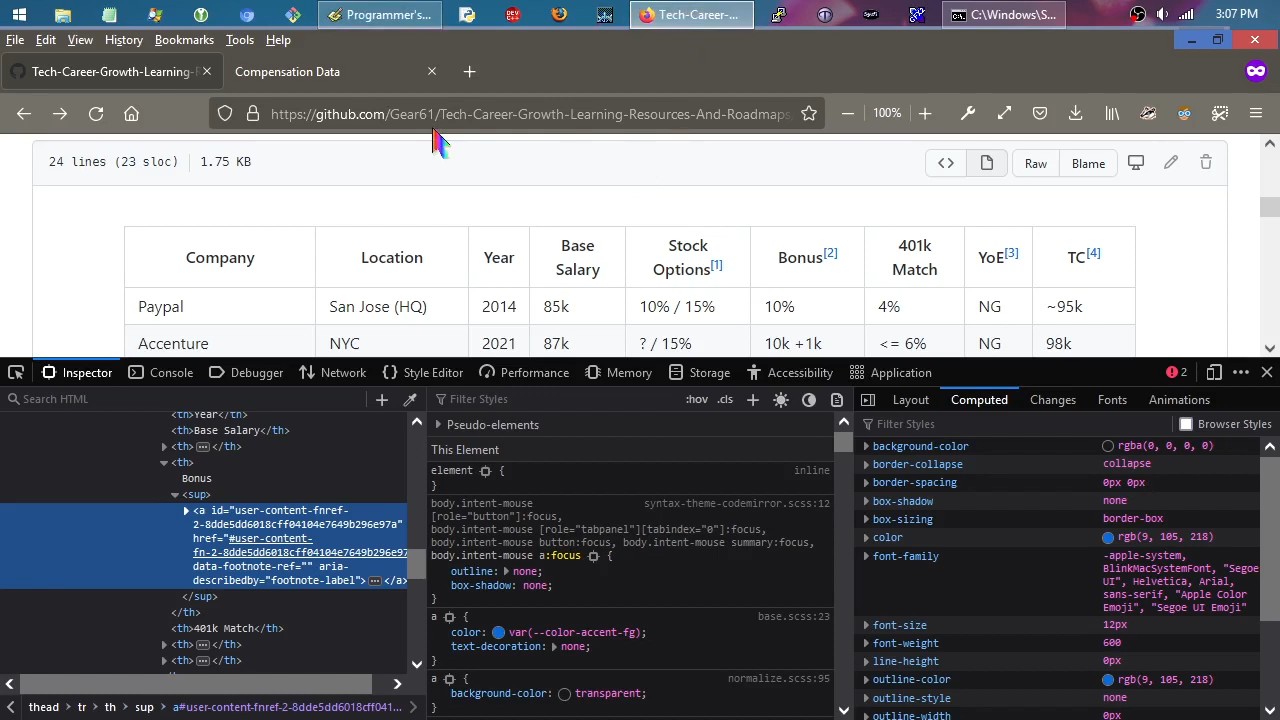 Programmer's...
Tech-Career-...
C:\Windows\S...
3:07 PM
File Edit View History Bookmarks Tools Help
Tech-Career-Growth-Learning-R
Compensation Data
https://github.com/Gear61/Tech-Career-Growth-Learning-Resources-And-Roadmaps.
100%
24 lines (23 sloc) 1.75 KB
Raw Blame
Company Location Year Base Salary Stock Options[1] Bonus[2] 401k Match YoE[3] TC[4]
Paypal San Jose (HQ) 2014 85k 10% / 15% 10% 4% NG ~95k
Accenture NYC 2021 87k ? / 15% 10k +1k <= 6% NG 98k
Inspector Console Debugger Network Style Editor Performance Memory Storage Accessibility Application 2
Search HTML
<th>Year</th>
<th>Base Salary</th>
<th> </th>
<th>
Bonus
<sup>
<a id="user-content-fnref-
2-8dde5dd6018cff04104e7649b296e97a"
href="#user-content-
fn-2-8dde5dd6018cff04104e7649b296e97
data-footnote-ref="" aria-
describedby="footnote-label"> </a>
</sup>
</th>
<th>401k Match</th>
<th> </th>
<th> </th>
thead tr th sup a#user-content-fnref-2-8dde5dd6018cff041...
Filter Styles :hov .cls
Pseudo-elements
This Element
element { inline
}
body.intent-mouse syntax-theme-codemirror.scss:12
[role="button"]:focus,
body.intent-mouse [role="tabpanel"][tabindex="0"]:focus,
body.intent-mouse button:focus, body.intent-mouse summary:focus,
body.intent-mouse a:focus {
outline: none;
box-shadow: none;
}
a { base.scss:23
color: var(--color-accent-fg);
text-decoration: none;
}
a { normalize.scss:95
background-color: transparent;
}
Layout Computed Changes Fonts Animations
Filter Styles Browser Styles
background-color rgba(0, 0, 0, 0)
border-collapse collapse
border-spacing 0px 0px
box-shadow none
box-sizing border-box
color rgb(9, 105, 218)
font-family -apple-system,
BlinkMacSystemFont, "Segoe
UI", Helvetica, Arial,
sans-serif, "Apple Color
Emoji", "Segoe UI Emoji"
font-size 12px
font-weight 600
line-height 0px
outline-color rgb(9, 105, 218)
outline-style none
outline-width 0px